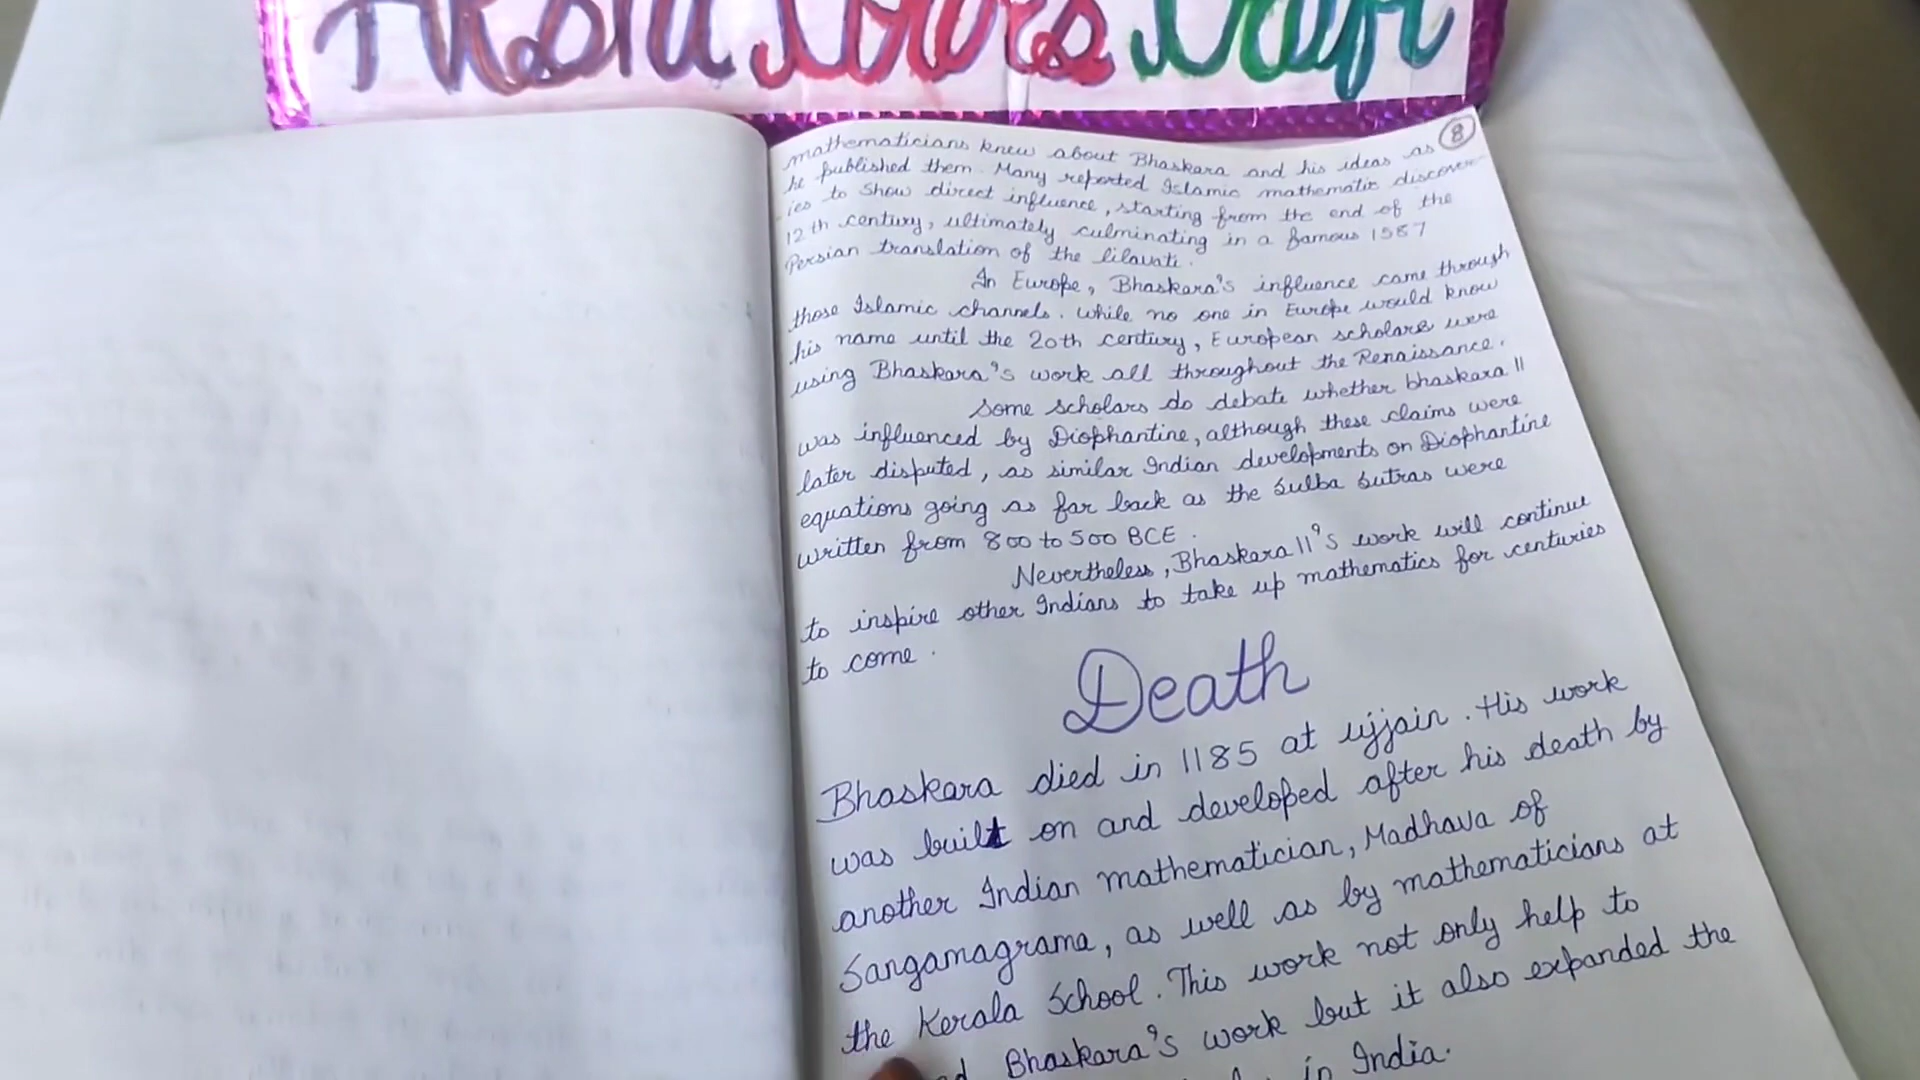 8
mathematicians knew about Bhaskara and his ideas as
he published them. Many reported Islamic mathematic discover-
ies to show direct influence, starting from the end of the
12th century, ultimately culminating in a famous 1587
Persian translation of the lilavati.
In Europe, Bhaskara's influence came through
those Islamic channels. While no one in Europe would know
his name until the 20th century, European scholars were
using Bhaskara's work all throughout the Renaissance.
Some scholars do debate whether bhaskara II
was influenced by Diophantine, although these claims were
later disputed, as similar Indian developments on Diophantine
equations going as far back as the Sulba Sutras were
written from 800 to 500 BCE.
Nevertheless, Bhaskara II's work will continue
to inspire other Indians to take up mathematics for centuries
to come.
Death
Bhaskara died in 1185 at ujjain. His work
was built on and developed after his death by
another Indian mathematician, Madhava of
Sangamagrama, as well as by mathematicians at
the Kerala School. This work not only help to
Bhaskara's work but it also expanded the
in India.